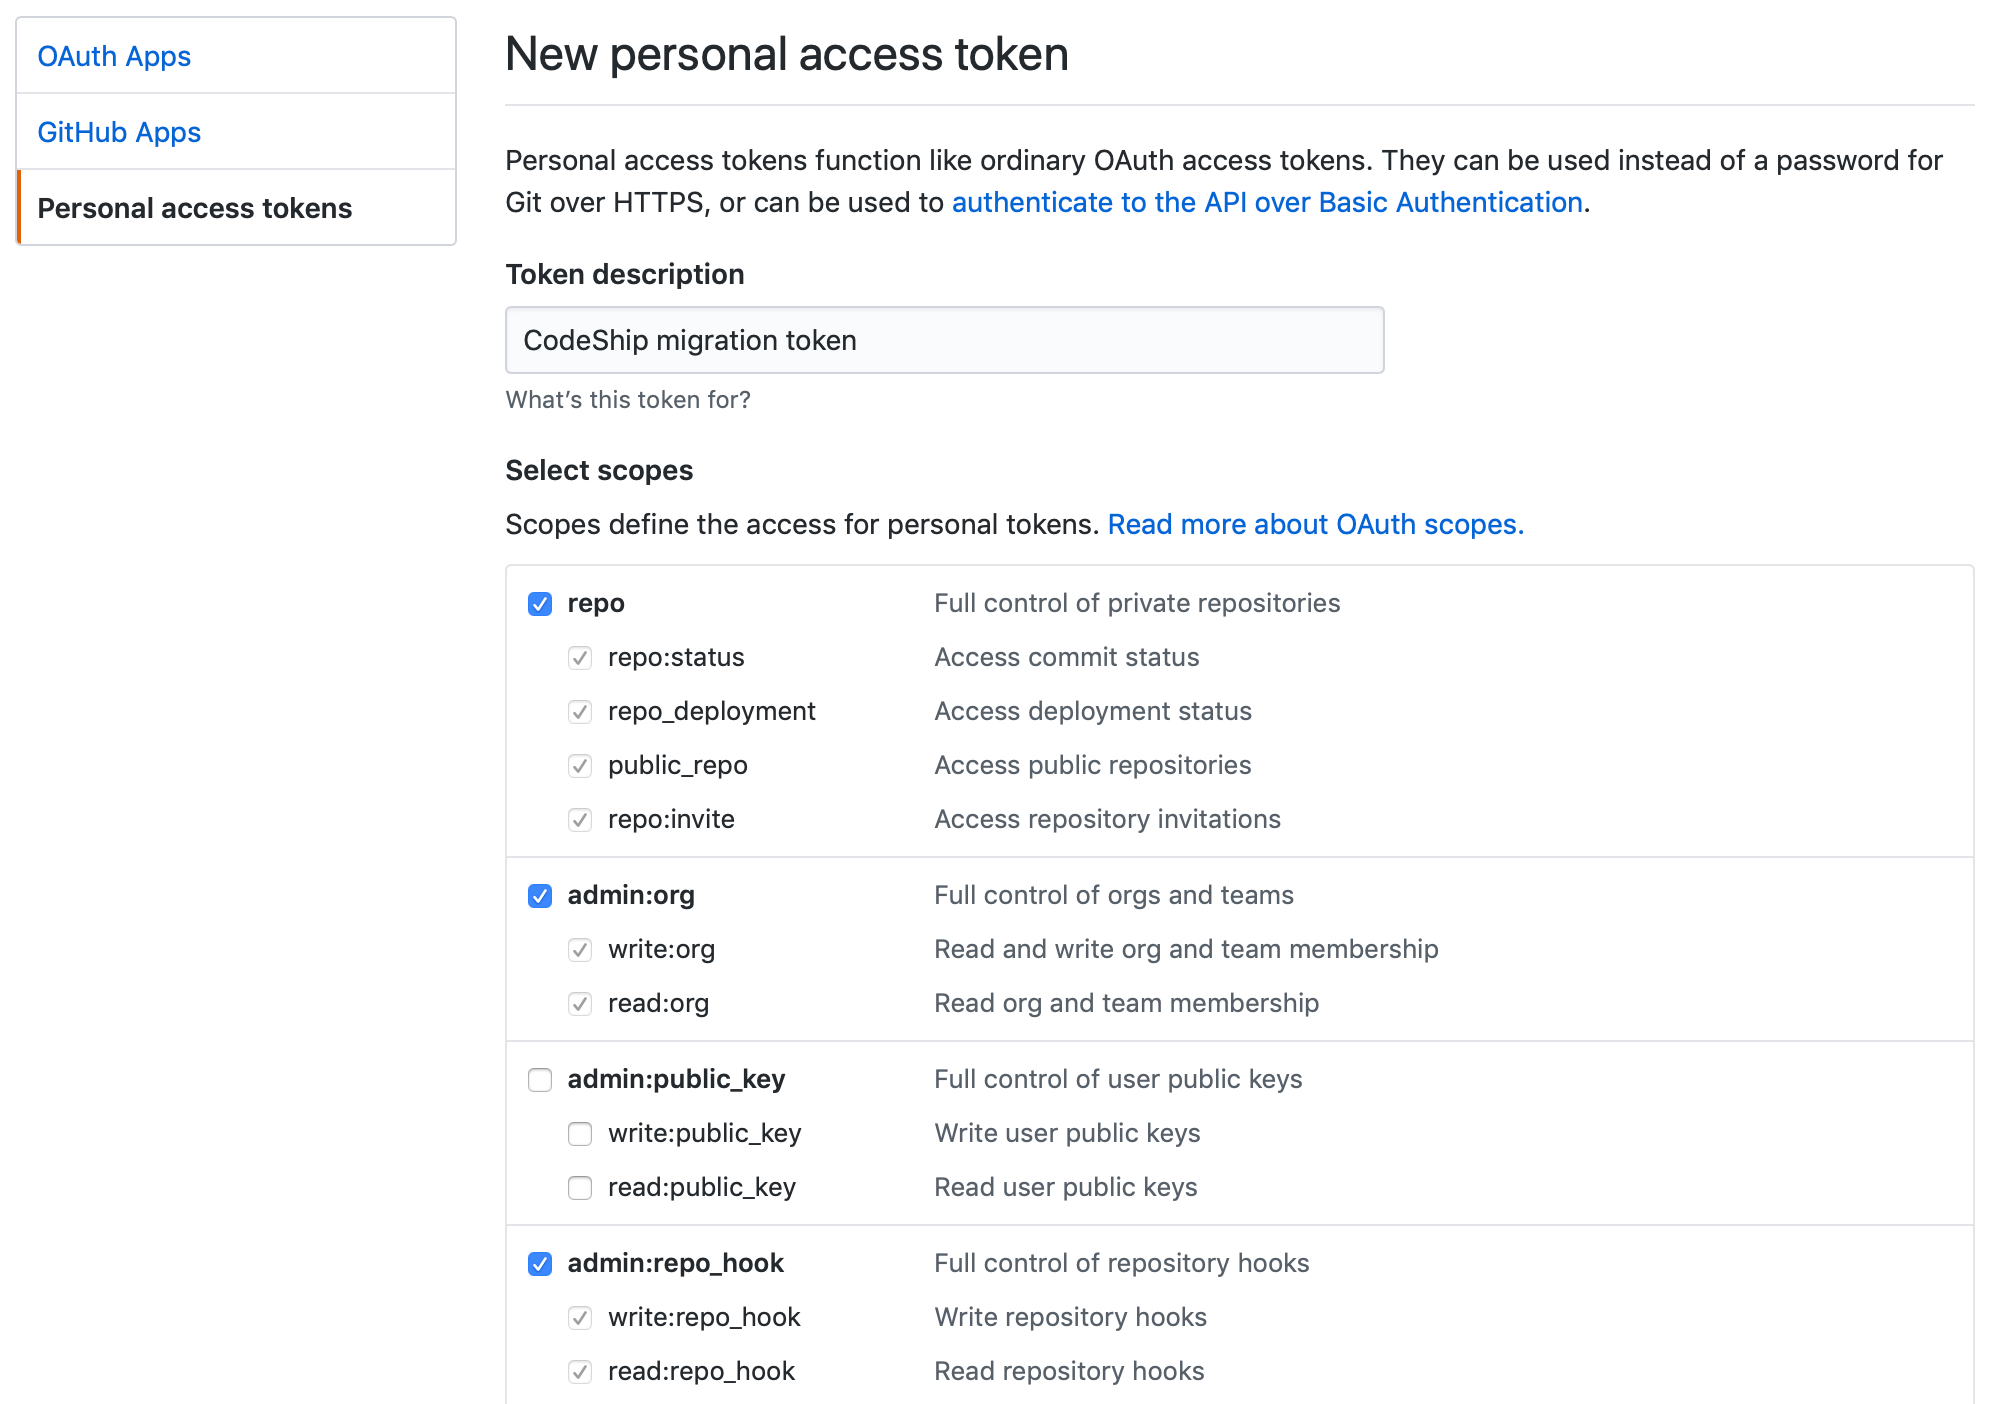 OAuth Apps
GitHub Apps
Personal access tokens
New personal access token
Personal access tokens function like ordinary OAuth access tokens. They can be used instead of a password for
Git over HTTPS, or can be used to authenticate to the API over Basic Authentication.
Token description
CodeShip migration token
What’s this token for?
Select scopes
Scopes define the access for personal tokens. Read more about OAuth scopes.
repo Full control of private repositories
repo:status Access commit status
repo_deployment Access deployment status
public_repo Access public repositories
repo:invite Access repository invitations
admin:org Full control of orgs and teams
write:org Read and write org and team membership
read:org Read org and team membership
admin:public_key Full control of user public keys
write:public_key Write user public keys
read:public_key Read user public keys
admin:repo_hook Full control of repository hooks
write:repo_hook Write repository hooks
read:repo_hook Read repository hooks